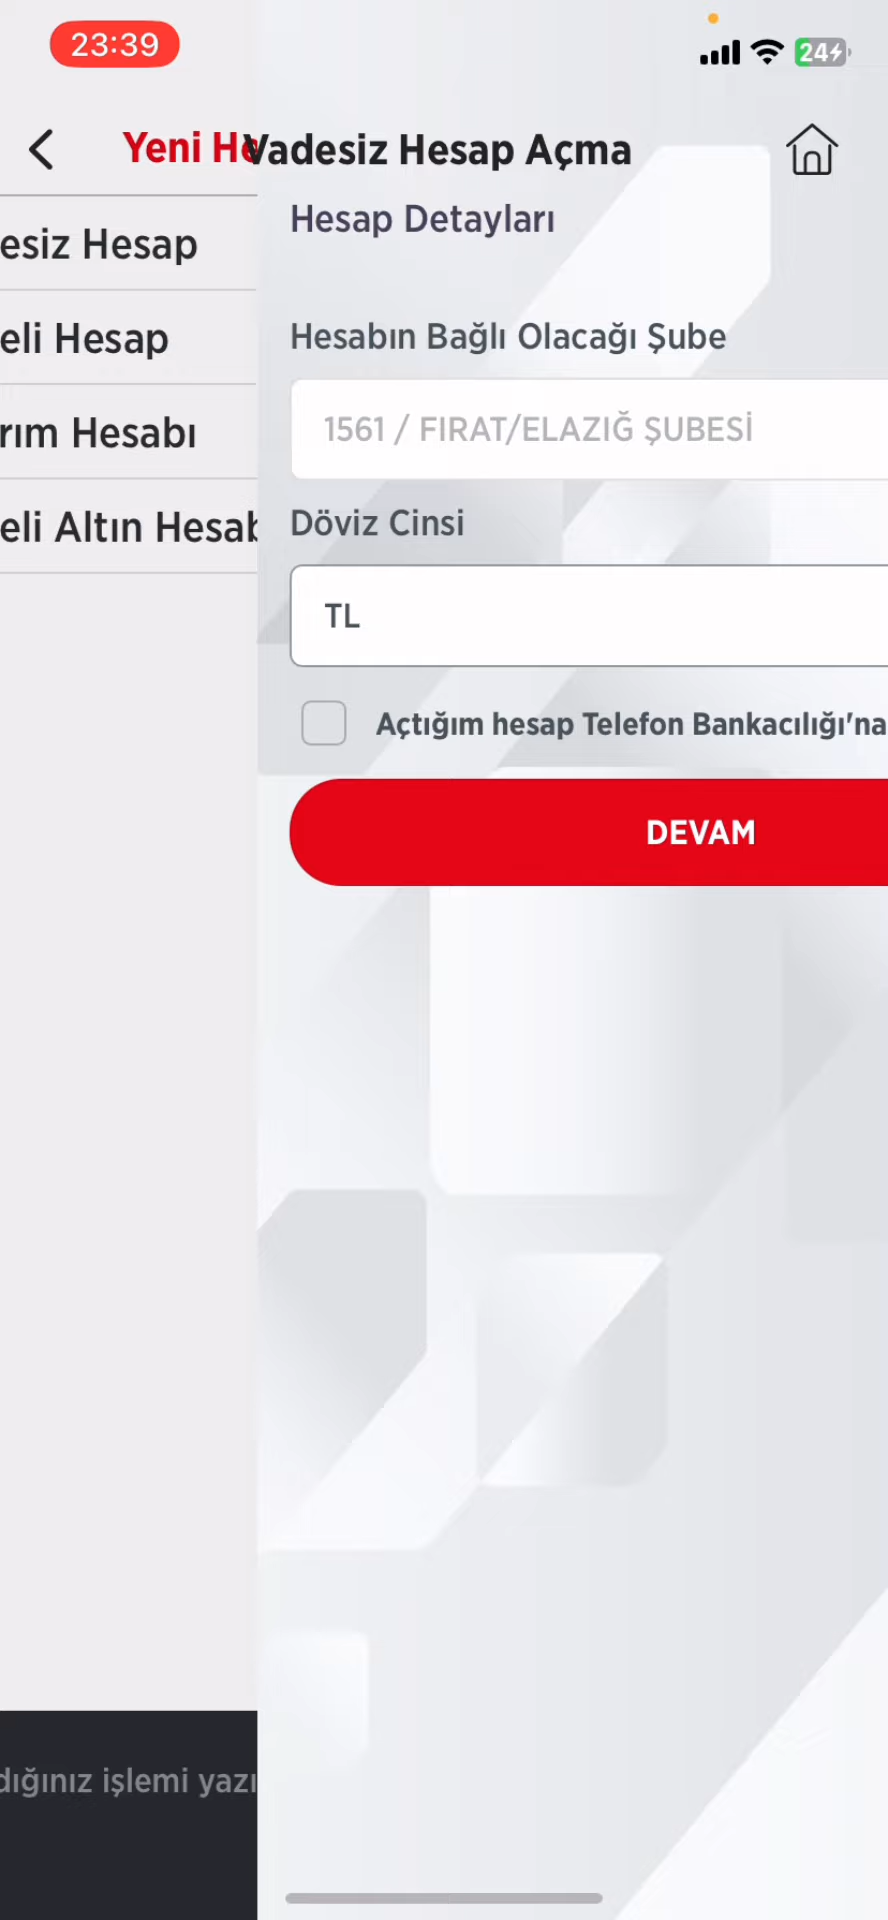 23:39
24
Yeni He
Vadesiz Hesap Açma
esiz Hesap
eli Hesap
rım Hesabı
eli Altın Hesab
Hesap Detayları
Hesabın Bağlı Olacağı Şube
1561 / FIRAT/ELAZIĞ ŞUBESİ
Döviz Cinsi
TL
Açtığım hesap Telefon Bankacılığı'na
DEVAM
dığınız işlemi yazı